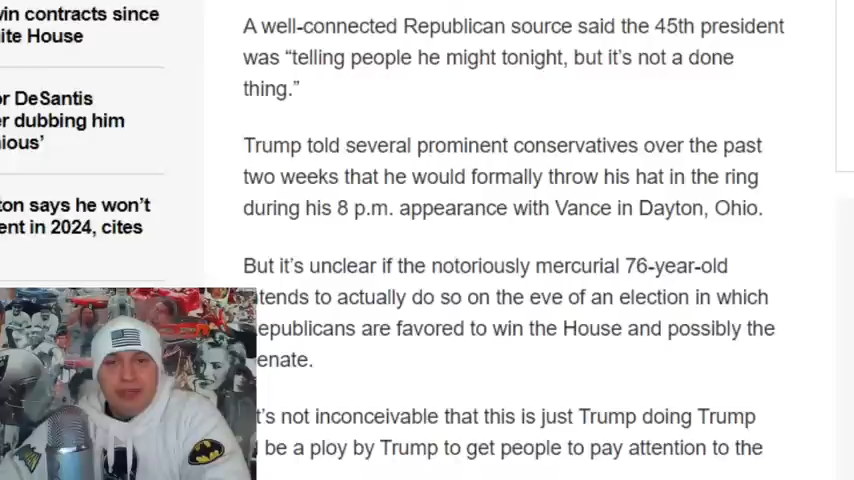 vin contracts since
ite House
or DeSantis
er dubbing him
ious’
ton says he won’t
ent in 2024, cites
A well-connected Republican source said the 45th president
was “telling people he might tonight, but it’s not a done
thing.”
Trump told several prominent conservatives over the past
two weeks that he would formally throw his hat in the ring
during his 8 p.m. appearance with Vance in Dayton, Ohio.
But it’s unclear if the notoriously mercurial 76-year-old
tends to actually do so on the eve of an election in which
epublicans are favored to win the House and possibly the
enate.
t’s not inconceivable that this is just Trump doing Trump
be a ploy by Trump to get people to pay attention to the